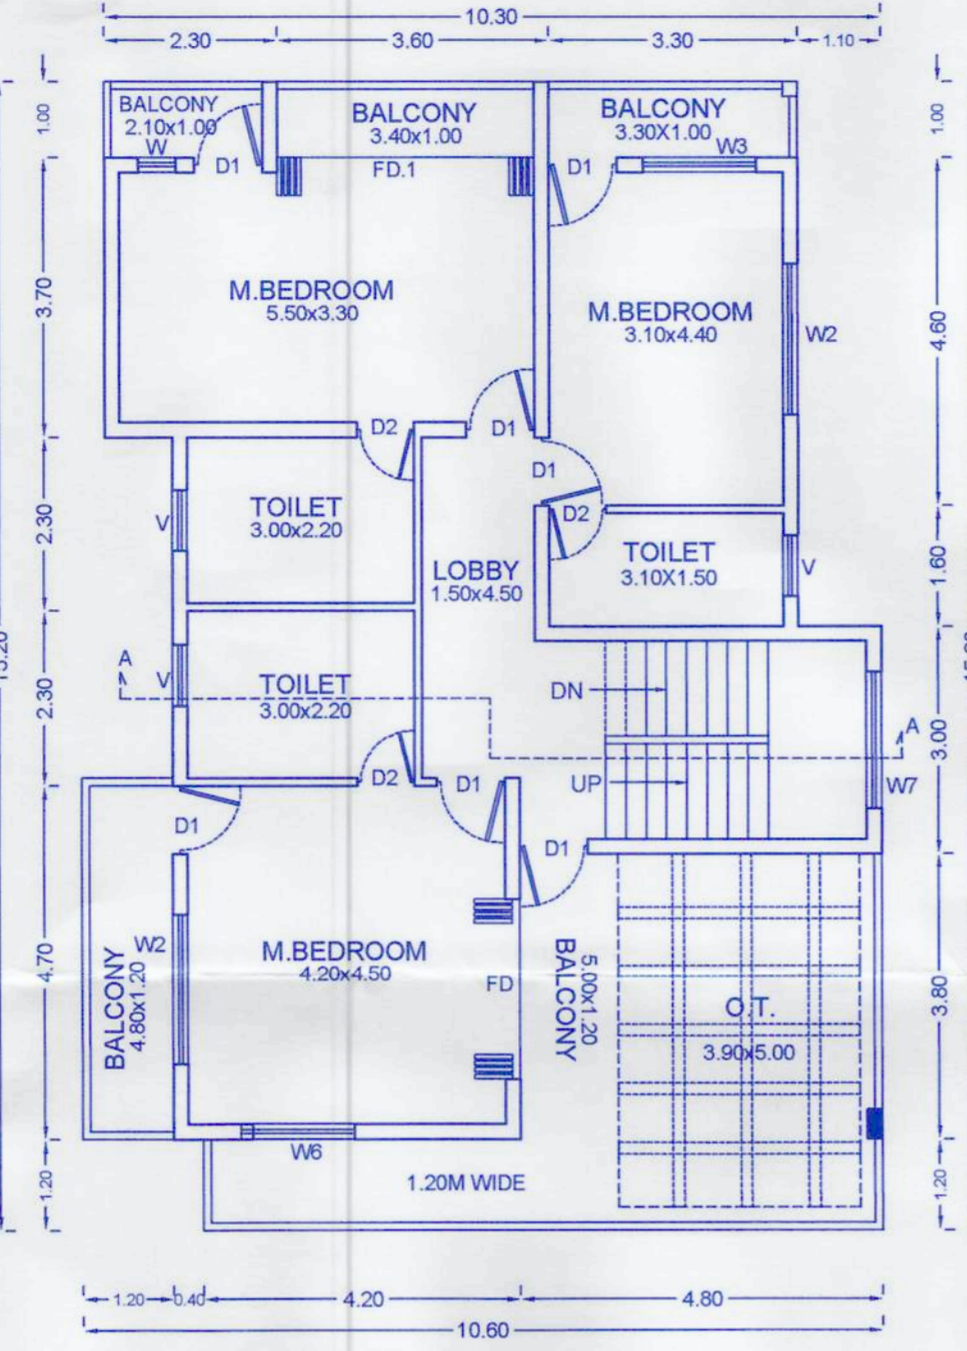 10.30
2.30
3.60
3.30
1.10
1.00
BALCONY
2.10x1.00
W
D1
BALCONY
3.40x1.00
FD.1
BALCONY
3.30X1.00
W3
D1
1.00
3.70
M.BEDROOM
5.50x3.30
M.BEDROOM
3.10x4.40
W2
4.60
D2
D1
D1
D2
2.30
V
TOILET
3.00x2.20
LOBBY
1.50x4.50
TOILET
3.10X1.50
V
1.60
A
V
2.30
TOILET
3.00x2.20
DN
UP
A
3.00
W7
D2
D1
D1
D1
4.70
W2
BALCONY
4.80x1.20
M.BEDROOM
4.20x4.50
FD
BALCONY
5.00x1.20
O.T.
3.90x5.00
3.80
W6
1.20
1.20M WIDE
1.20
1.20
0.40
4.20
4.80
10.60